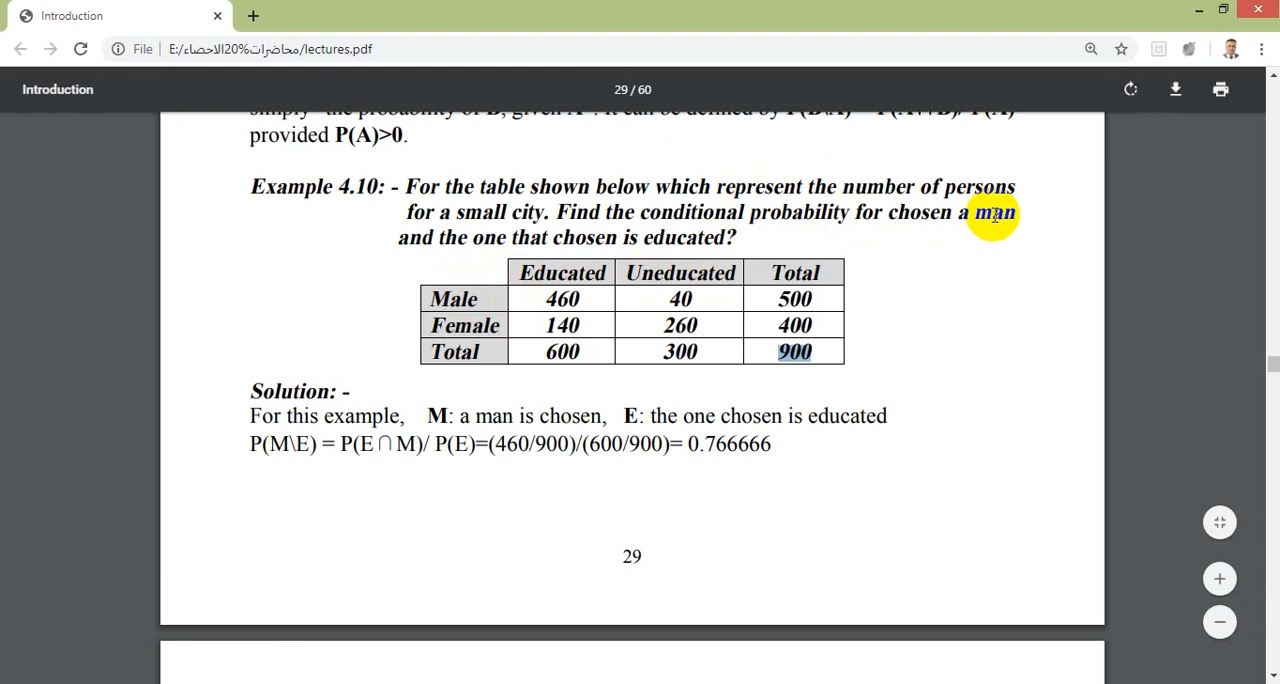 Introduction
File
E:/محاضرات%20الاحصاء/lectures.pdf
Introduction
29 / 60
provided P(A)>0.
Example 4.10: - For the table shown below which represent the number of persons
for a small city. Find the conditional probability for chosen a man
and the one that chosen is educated?
Educated Uneducated Total
Male 460 40 500
Female 140 260 400
Total 600 300 900
Solution: -
For this example, M: a man is chosen, E: the one chosen is educated
P(M\E) = P(E∩M)/ P(E)=(460/900)/(600/900)= 0.766666
29